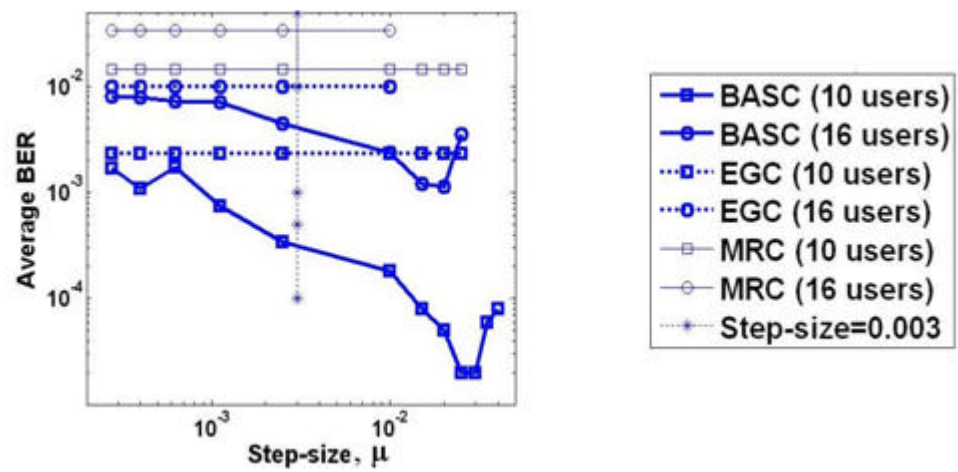 Average BER
10⁻²
10⁻³
10⁻⁴
10⁻³
10⁻²
Step-size, μ
BASC (10 users)
BASC (16 users)
EGC (10 users)
EGC (16 users)
MRC (10 users)
MRC (16 users)
Step-size=0.003